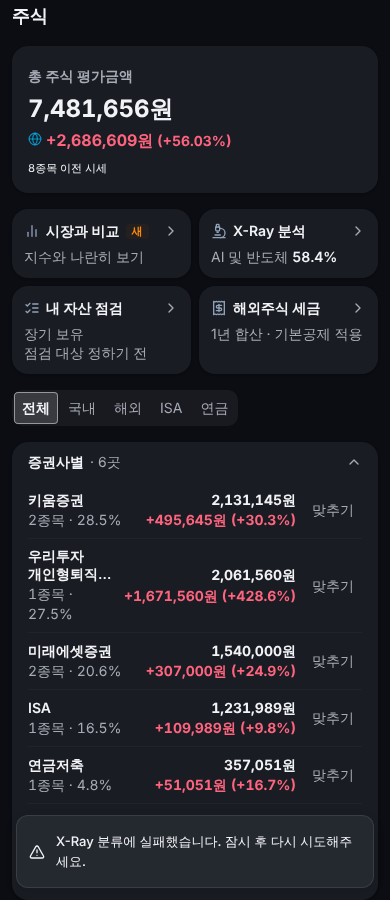 주식
총 주식 평가금액
7,481,656원
+2,686,609원 (+56.03%)
8종목 이전 시세
시장과 비교 새
지수와 나란히 보기
X-Ray 분석
AI 및 반도체 58.4%
내 자산 점검
장기 보유
점검 대상 정하기 전
해외주식 세금
1년 합산 · 기본공제 적용
전체 국내 해외 ISA 연금
증권사별 · 6곳
키움증권 2,131,145원 맞추기
2종목 · 28.5% +495,645원 (+30.3%)
우리투자
개인형퇴직... 2,061,560원 맞추기
1종목 · +1,671,560원 (+428.6%)
27.5%
미래에셋증권 1,540,000원 맞추기
2종목 · 20.6% +307,000원 (+24.9%)
ISA 1,231,989원 맞추기
1종목 · 16.5% +109,989원 (+9.8%)
연금저축 357,051원 맞추기
1종목 · 4.8% +51,051원 (+16.7%)
X-Ray 분류에 실패했습니다. 잠시 후 다시 시도해주
세요.